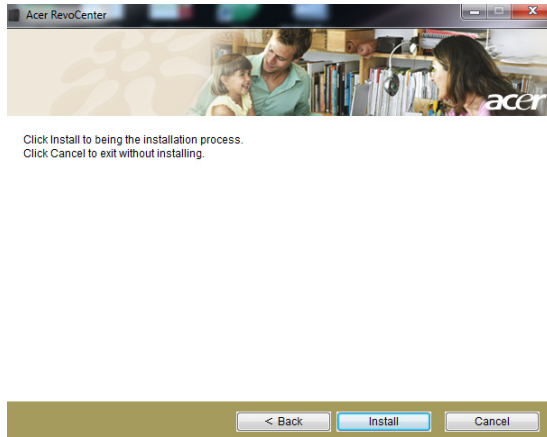 Acer RevoCenter
acer
Click Install to being the installation process.
Click Cancel to exit without installing.
< Back
Install
Cancel